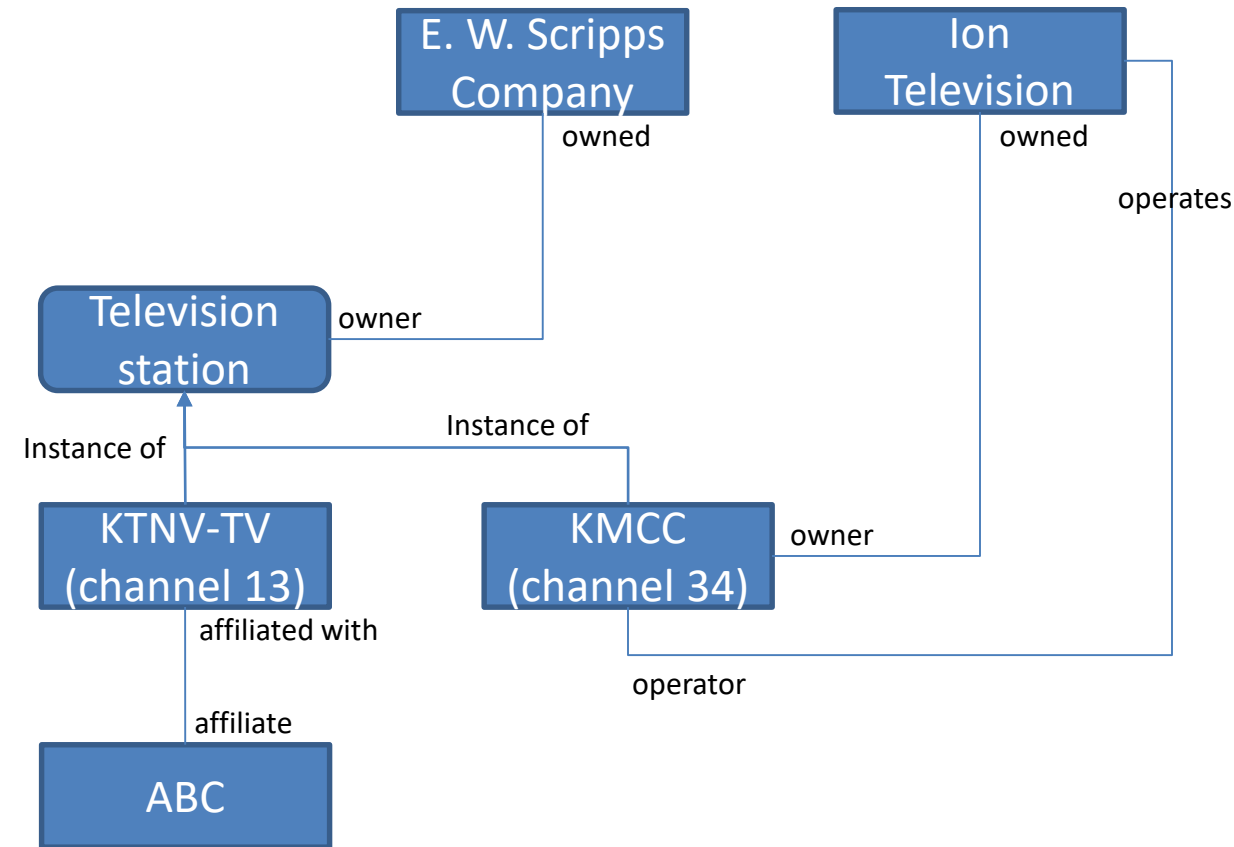 E. W. Scripps
Company
Ion
Television
owned
owned
operates
Television
station
owner
Instance of
Instance of
KTNV-TV
(channel 13)
KMCC
(channel 34)
owner
affiliated with
operator
affiliate
ABC